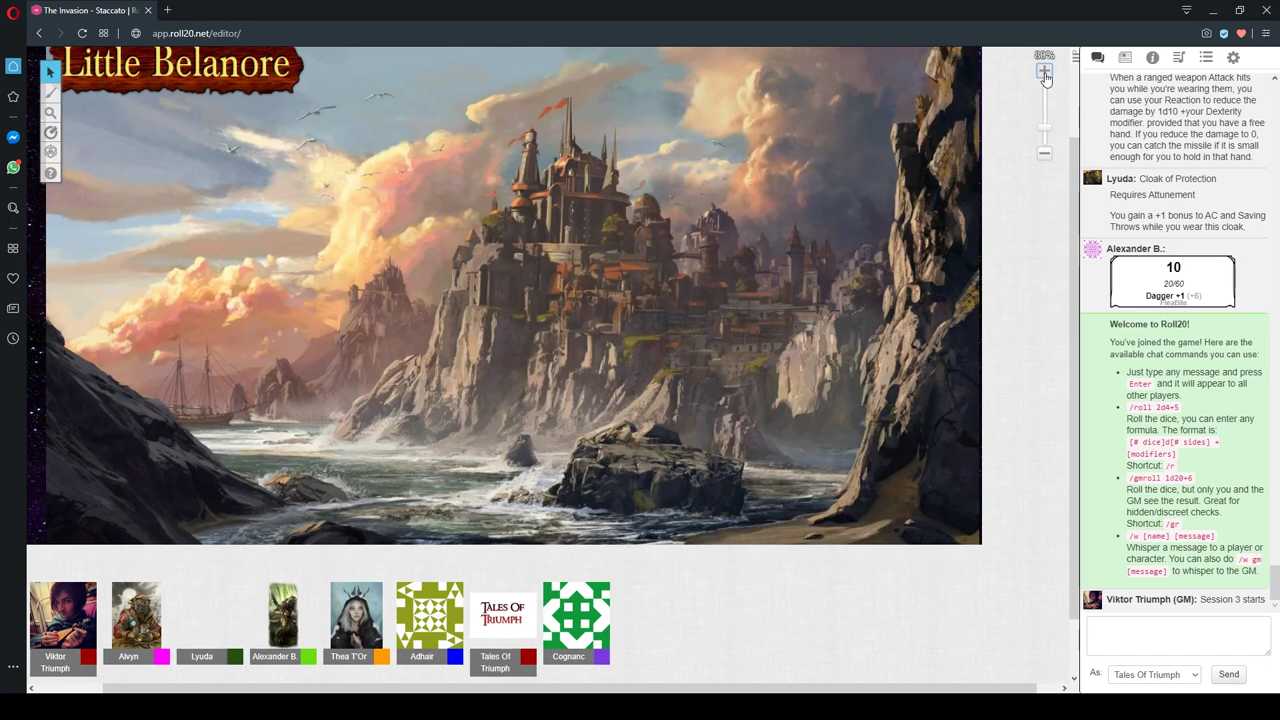 The Invasion - Staccato | R
app.roll20.net/editor/
Little Belanore
80%
When a ranged weapon Attack hits
you while you're wearing them, you
can use your Reaction to reduce the
damage by 1d10 +your Dexterity
modifier. provided that you have a free
hand. If you reduce the damage to 0,
you can catch the missile if it is small
enough for you to hold in that hand.
Lyuda: Cloak of Protection
Requires Attunement
You gain a +1 bonus to AC and Saving
Throws while you wear this cloak.
Alexander B.:
10
20/60
Dagger +1 (+6)
FleaBite
Welcome to Roll20!
You've joined the game! Here are the
available chat commands you can use:
Just type any message and press
Enter and it will appear to all
other players.
/roll 2d4+5
Roll the dice, you can enter any
formula. The format is:
[# dice]d[# sides] +
[modifiers]
Shortcut: /r
/gmroll 1d20+6
Roll the dice, but only you and the
GM see the result. Great for
hidden/discreet checks.
Shortcut: /gr
/w [name] [message]
Whisper a message to a player or
character. You can also do /w gm
[message] to whisper to the GM.
Viktor Triumph (GM): Session 3 starts
As: Tales Of Triumph Send
TALES OF
TRIUMPH
Viktor
Triumph
Alvyn
Lyuda
Alexander B.
Thea T'Or
Adhair
Tales Of
Triumph
Cognanc